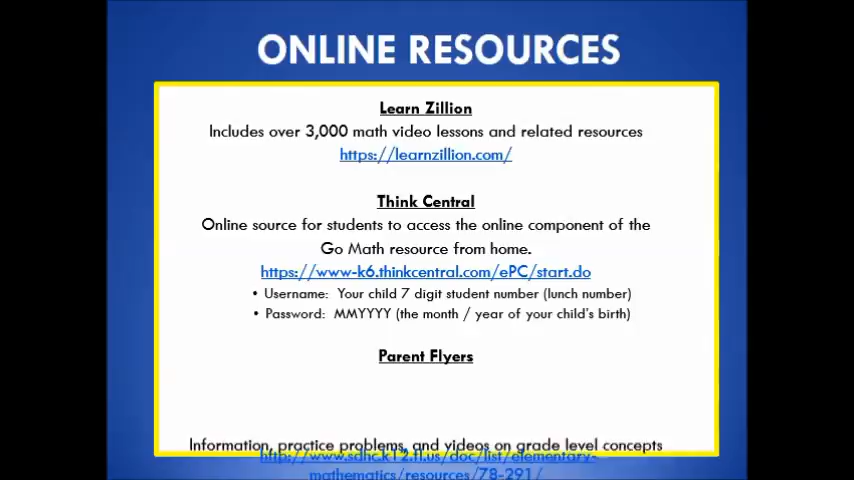 ONLINE RESOURCES
Learn Zillion
Includes over 3,000 math video lessons and related resources
https://learnzillion.com/
Think Central
Online source for students to access the online component of the
Go Math resource from home.
https://www-k6.thinkcentral.com/ePC/start.do
• Username: Your child 7 digit student number (lunch number)
• Password: MMYYYY (the month / year of your child's birth)
Parent Flyers
Information, practice problems, and videos on grade level concepts
http://www.sdhc.k12.fl.us/doc/list/elementary-
mathematics/resources/78-291/